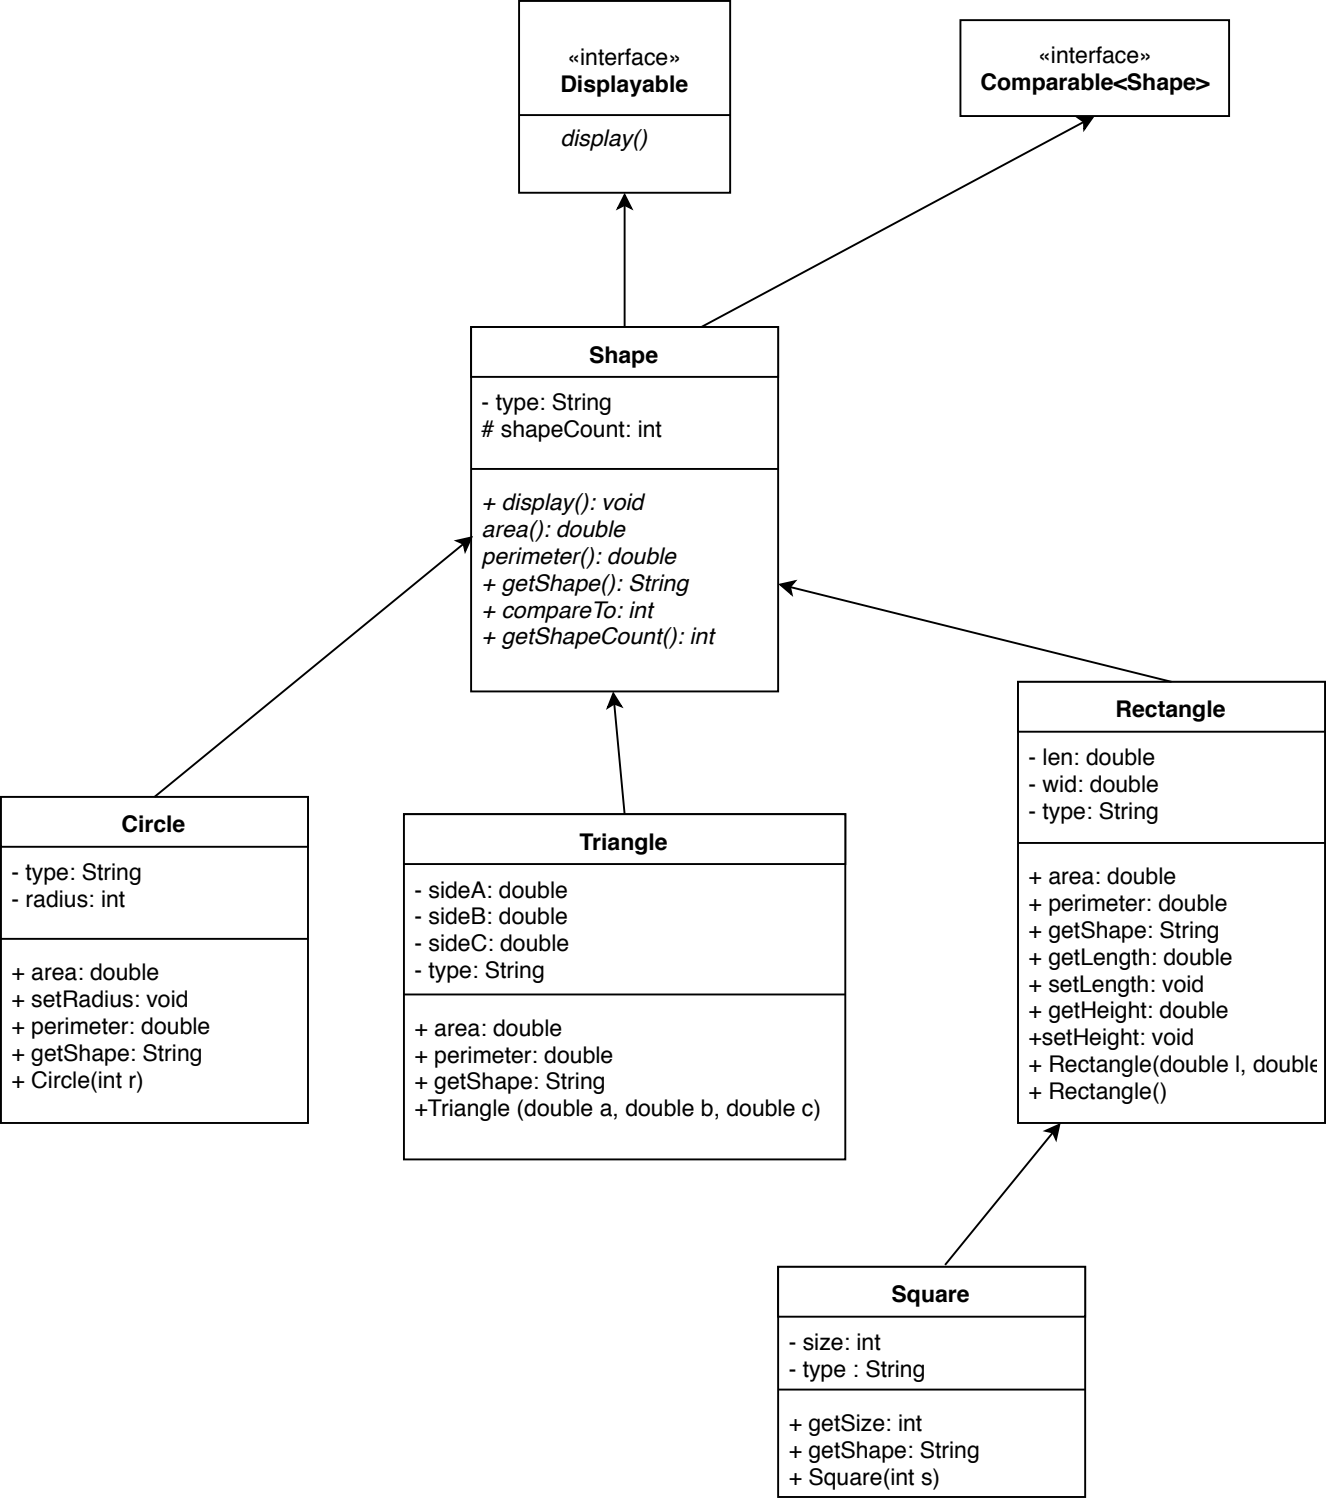 «interface»
Displayable
display()
«interface»
Comparable<Shape>
Shape
- type: String
# shapeCount: int
+ display(): void
area(): double
perimeter(): double
+ getShape(): String
+ compareTo: int
+ getShapeCount(): int
Circle
- type: String
- radius: int
+ area: double
+ setRadius: void
+ perimeter: double
+ getShape: String
+ Circle(int r)
Triangle
- sideA: double
- sideB: double
- sideC: double
- type: String
+ area: double
+ perimeter: double
+ getShape: String
+Triangle (double a, double b, double c)
Rectangle
- len: double
- wid: double
- type: String
+ area: double
+ perimeter: double
+ getShape: String
+ getLength: double
+ setLength: void
+ getHeight: double
+setHeight: void
+ Rectangle(double l, double
+ Rectangle()
Square
- size: int
- type : String
+ getSize: int
+ getShape: String
+ Square(int s)